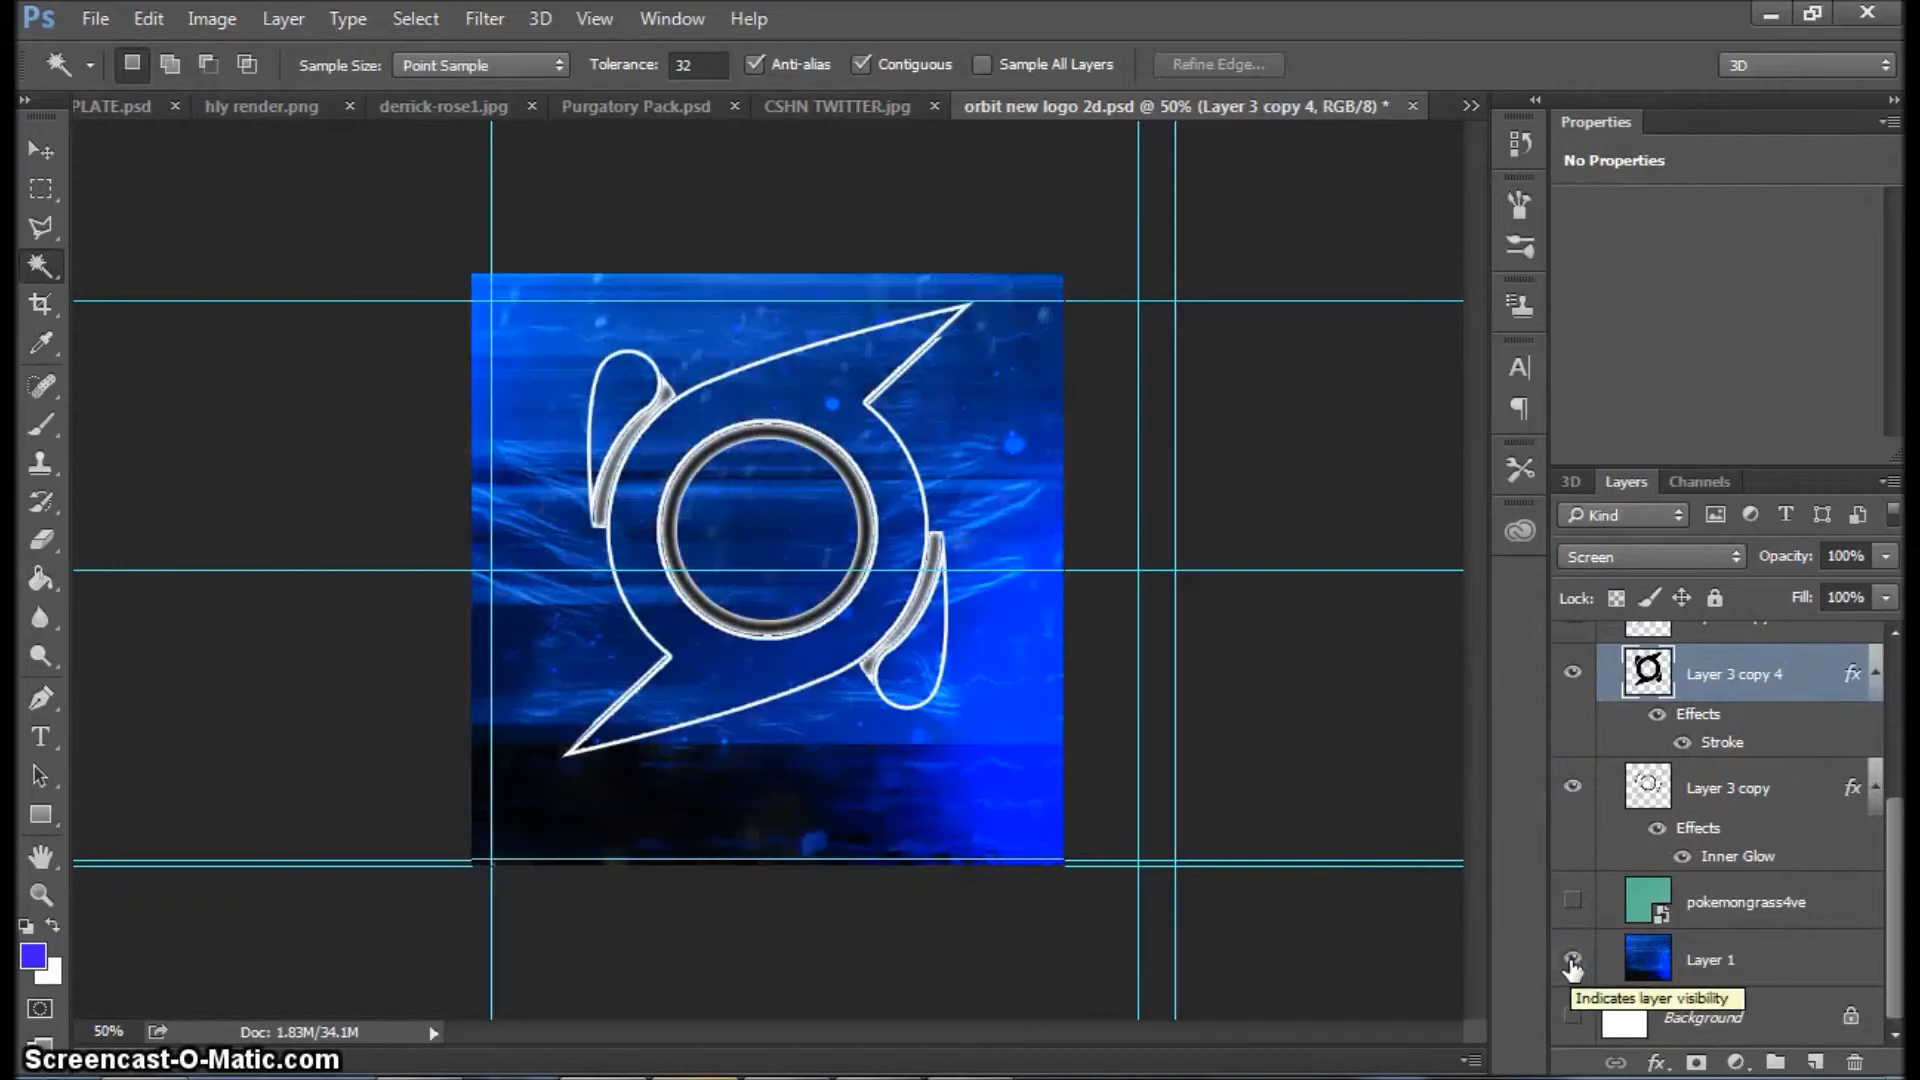 Ps File Edit Image Layer Type Select Filter 3D View Window Help
Sample Size: Point Sample Tolerance: 32 Anti-alias Contiguous Sample All Layers Refine Edge... 3D
PLATE.psd × hly render.png × derrick-rose1.jpg × Purgatory Pack.psd × CSHN TWITTER.jpg × orbit new logo 2d.psd @ 50% (Layer 3 copy 4, RGB/8) * ×
Properties
No Properties
3D Layers Channels
Kind
Screen Opacity: 100%
Lock: Fill: 100%
Layer 3 copy 4 fx
Effects
Stroke
Layer 3 copy fx
Effects
Inner Glow
pokemongrass4ve
Layer 1
Indicates layer visibility
Background
50% Doc: 1.83M/34.1M
Screencast-O-Matic.com